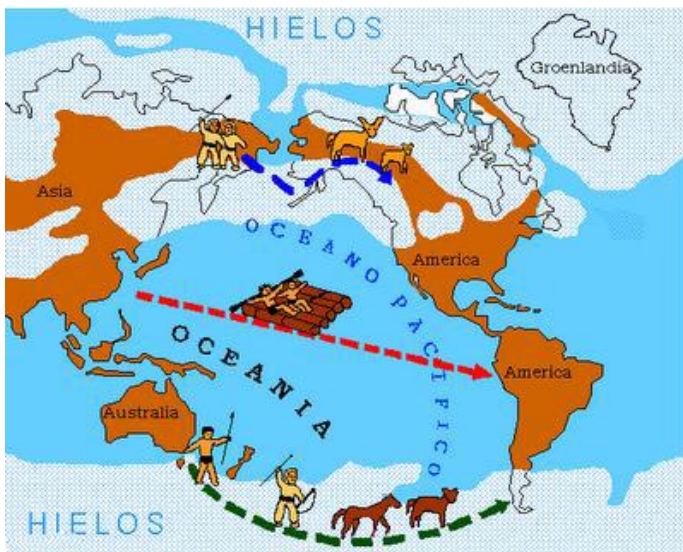 HIELOS
Groenlandia
Asia
OCEANO PACIFICO
America
OCEANIA
America
Australia
HIELOS